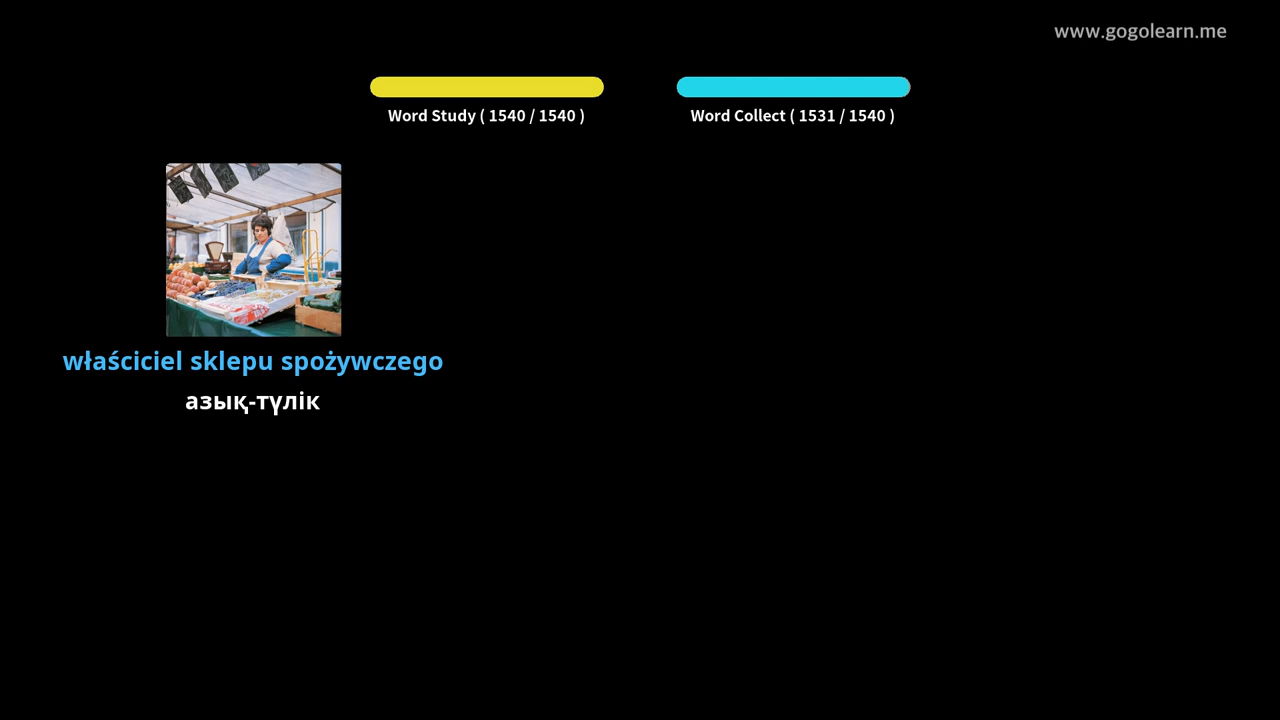 www.gogolearn.me
Word Study ( 1540 / 1540 )
Word Collect ( 1531 / 1540 )
właściciel sklepu spożywczego
азық-түлік